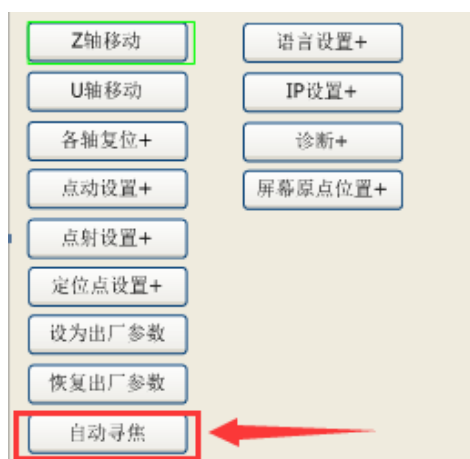 Z轴移动
U轴移动
各轴复位+
点动设置+
点射设置+
定位点设置+
设为出厂参数
恢复出厂参数
自动寻焦
语言设置+
IP设置+
诊断+
屏幕原点位置+